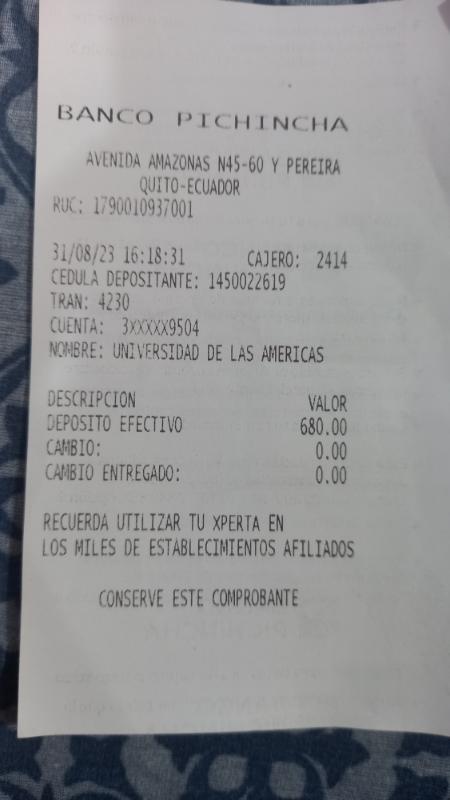 BANCO PICHINCHA
AVENIDA AMAZONAS N45-60 Y PEREIRA
QUITO-ECUADOR
RUC: 1790010937001
31/08/23 16:18:31 CAJERO: 2414
CEDULA DEPOSITANTE: 1450022619
TRAN: 4230
CUENTA: 3XXXXX9504
NOMBRE: UNIVERSIDAD DE LAS AMERICAS
DESCRIPCION VALOR
DEPOSITO EFECTIVO 680.00
CAMBIO: 0.00
CAMBIO ENTREGADO: 0.00
RECUERDA UTILIZAR TU XPERTA EN
LOS MILES DE ESTABLECIMIENTOS AFILIADOS
CONSERVE ESTE COMPROBANTE